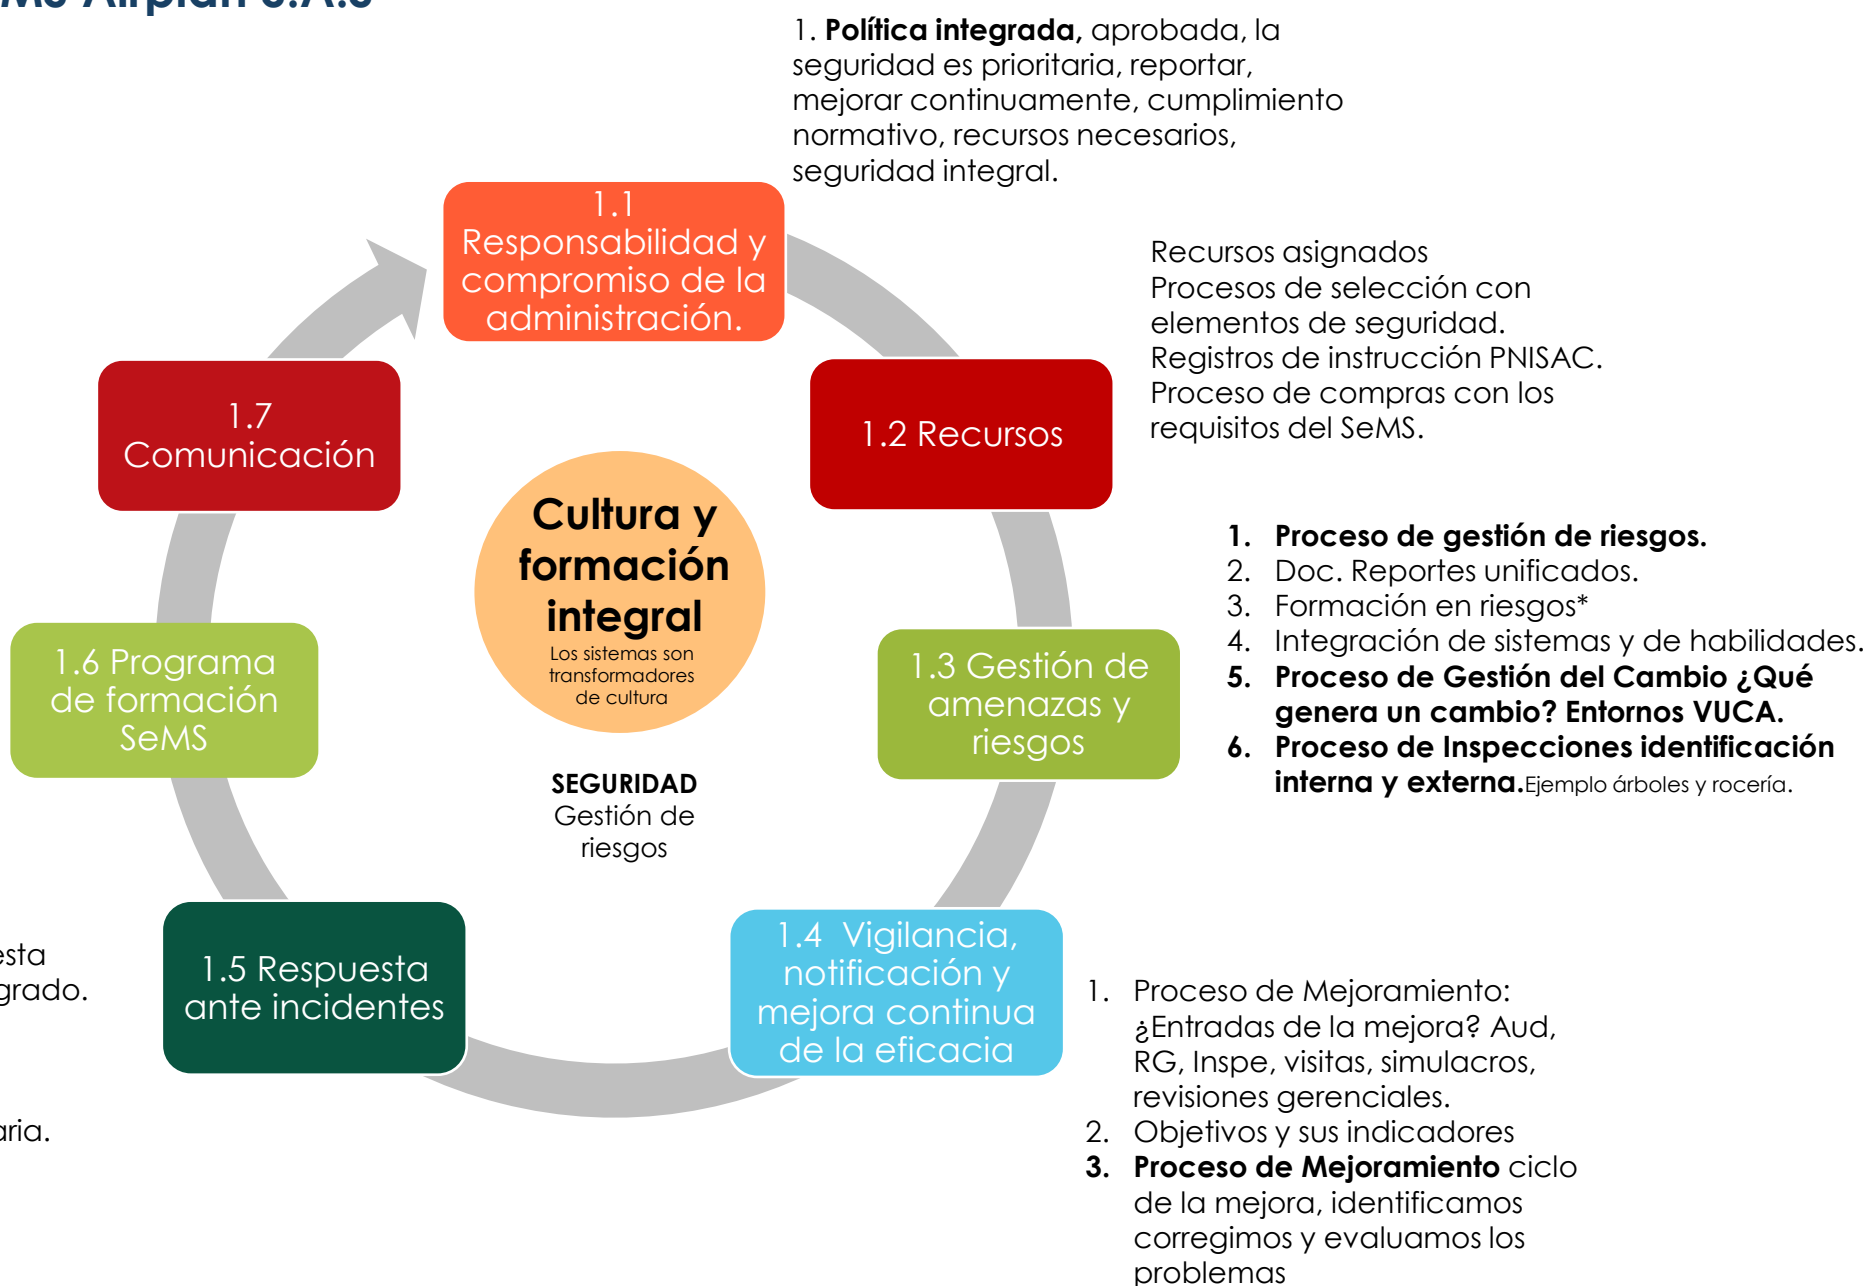 Airplan S.A.S
1. Política integrada, aprobada, la
seguridad es prioritaria, reportar,
mejorar continuamente, cumplimiento
normativo, recursos necesarios,
seguridad integral.
1.1
Responsabilidad y
compromiso de la
administración.
Recursos asignados
Procesos de selección con
elementos de seguridad.
Registros de instrucción PNISAC.
Proceso de compras con los
requisitos del SeMS.
1.2 Recursos
1. Proceso de gestión de riesgos.
2. Doc. Reportes unificados.
3. Formación en riesgos*
4. Integración de sistemas y de habilidades.
5. Proceso de Gestión del Cambio ¿Qué
genera un cambio? Entornos VUCA.
6. Proceso de Inspecciones identificación
interna y externa.Ejemplo árboles y rocería.
1.3 Gestión de
amenazas y
riesgos
1.4 Vigilancia,
notificación y
mejora continua
de la eficacia
1. Proceso de Mejoramiento:
¿Entradas de la mejora? Aud,
RG, Inspe, visitas, simulacros,
revisiones gerenciales.
2. Objetivos y sus indicadores
3. Proceso de Mejoramiento ciclo
de la mejora, identificamos
corregimos y evaluamos los
problemas
1.5 Respuesta
ante incidentes
esta
grado.
aria.
1.6 Programa
de formación
SeMS
1.7
Comunicación
Cultura y
formación
integral
Los sistemas son
transformadores
de cultura
SEGURIDAD
Gestión de
riesgos